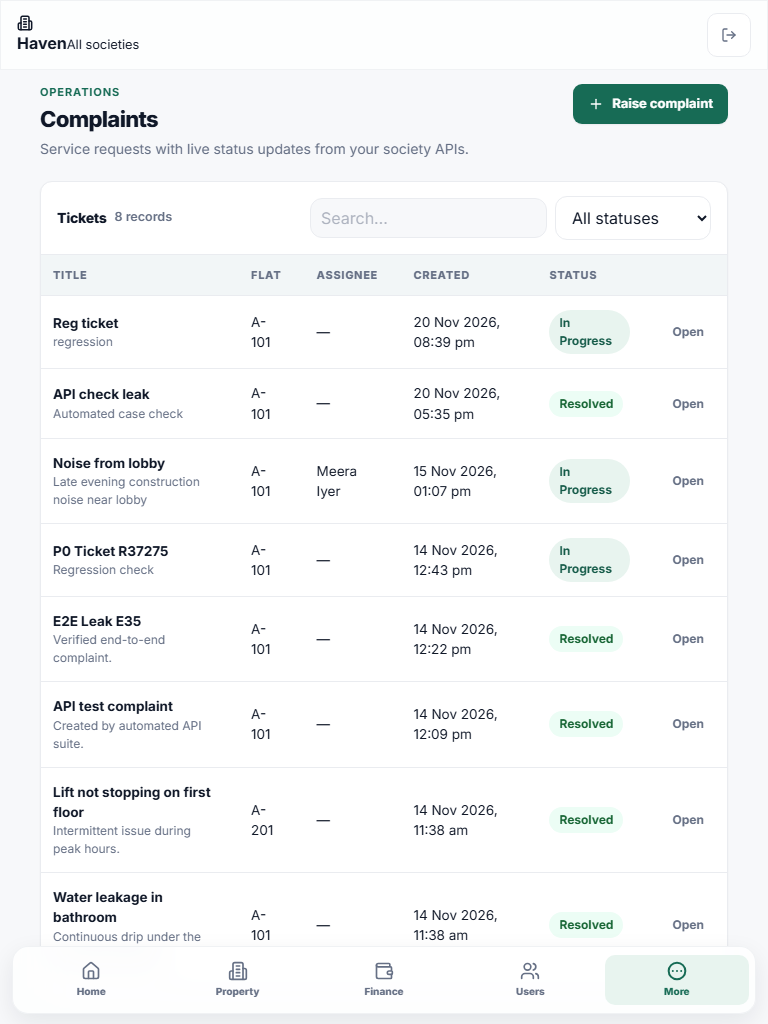 HavenAll societies
OPERATIONS
Complaints
Service requests with live status updates from your society APIs.
+ Raise complaint
Tickets 8 records
Search...
All statuses
TITLE FLAT ASSIGNEE CREATED STATUS
Reg ticket
regression
A-
101
—
20 Nov 2026,
08:39 pm
In
Progress
Open
API check leak
Automated case check
A-
101
—
20 Nov 2026,
05:35 pm
Resolved
Open
Noise from lobby
Late evening construction
noise near lobby
A-
101
Meera
Iyer
15 Nov 2026,
01:07 pm
In
Progress
Open
P0 Ticket R37275
Regression check
A-
101
—
14 Nov 2026,
12:43 pm
In
Progress
Open
E2E Leak E35
Verified end-to-end
complaint.
A-
101
—
14 Nov 2026,
12:22 pm
Resolved
Open
API test complaint
Created by automated API
suite.
A-
101
—
14 Nov 2026,
12:09 pm
Resolved
Open
Lift not stopping on first
floor
Intermittent issue during
peak hours.
A-
201
—
14 Nov 2026,
11:38 am
Resolved
Open
Water leakage in
bathroom
Continuous drip under the
A-
101
—
14 Nov 2026,
11:38 am
Resolved
Open
Home Property Finance Users More